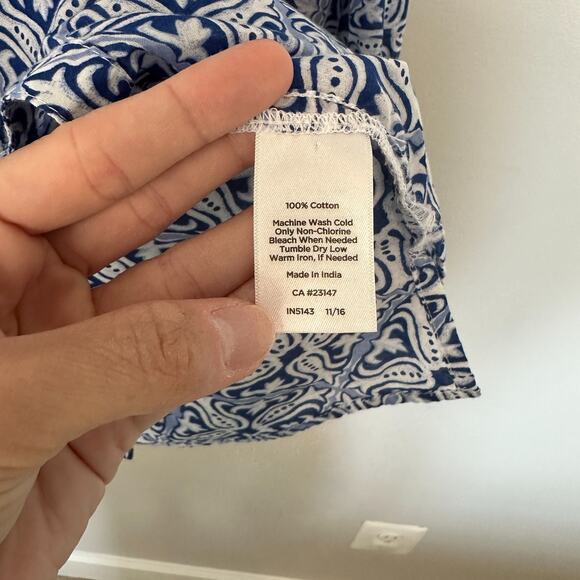 100% Cotton
Machine Wash Cold
Only Non-Chlorine
Bleach When Needed
Tumble Dry Low
Warm Iron, If Needed
Made In India
CA #23147
IN5143 11/16